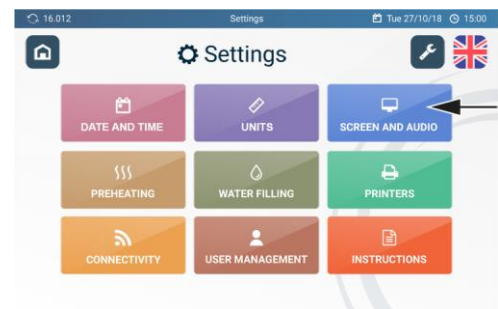 16.012 Settings Tue 27/10/18 15:00
Settings
DATE AND TIME UNITS SCREEN AND AUDIO
PREHEATING WATER FILLING PRINTERS
CONNECTIVITY USER MANAGEMENT INSTRUCTIONS